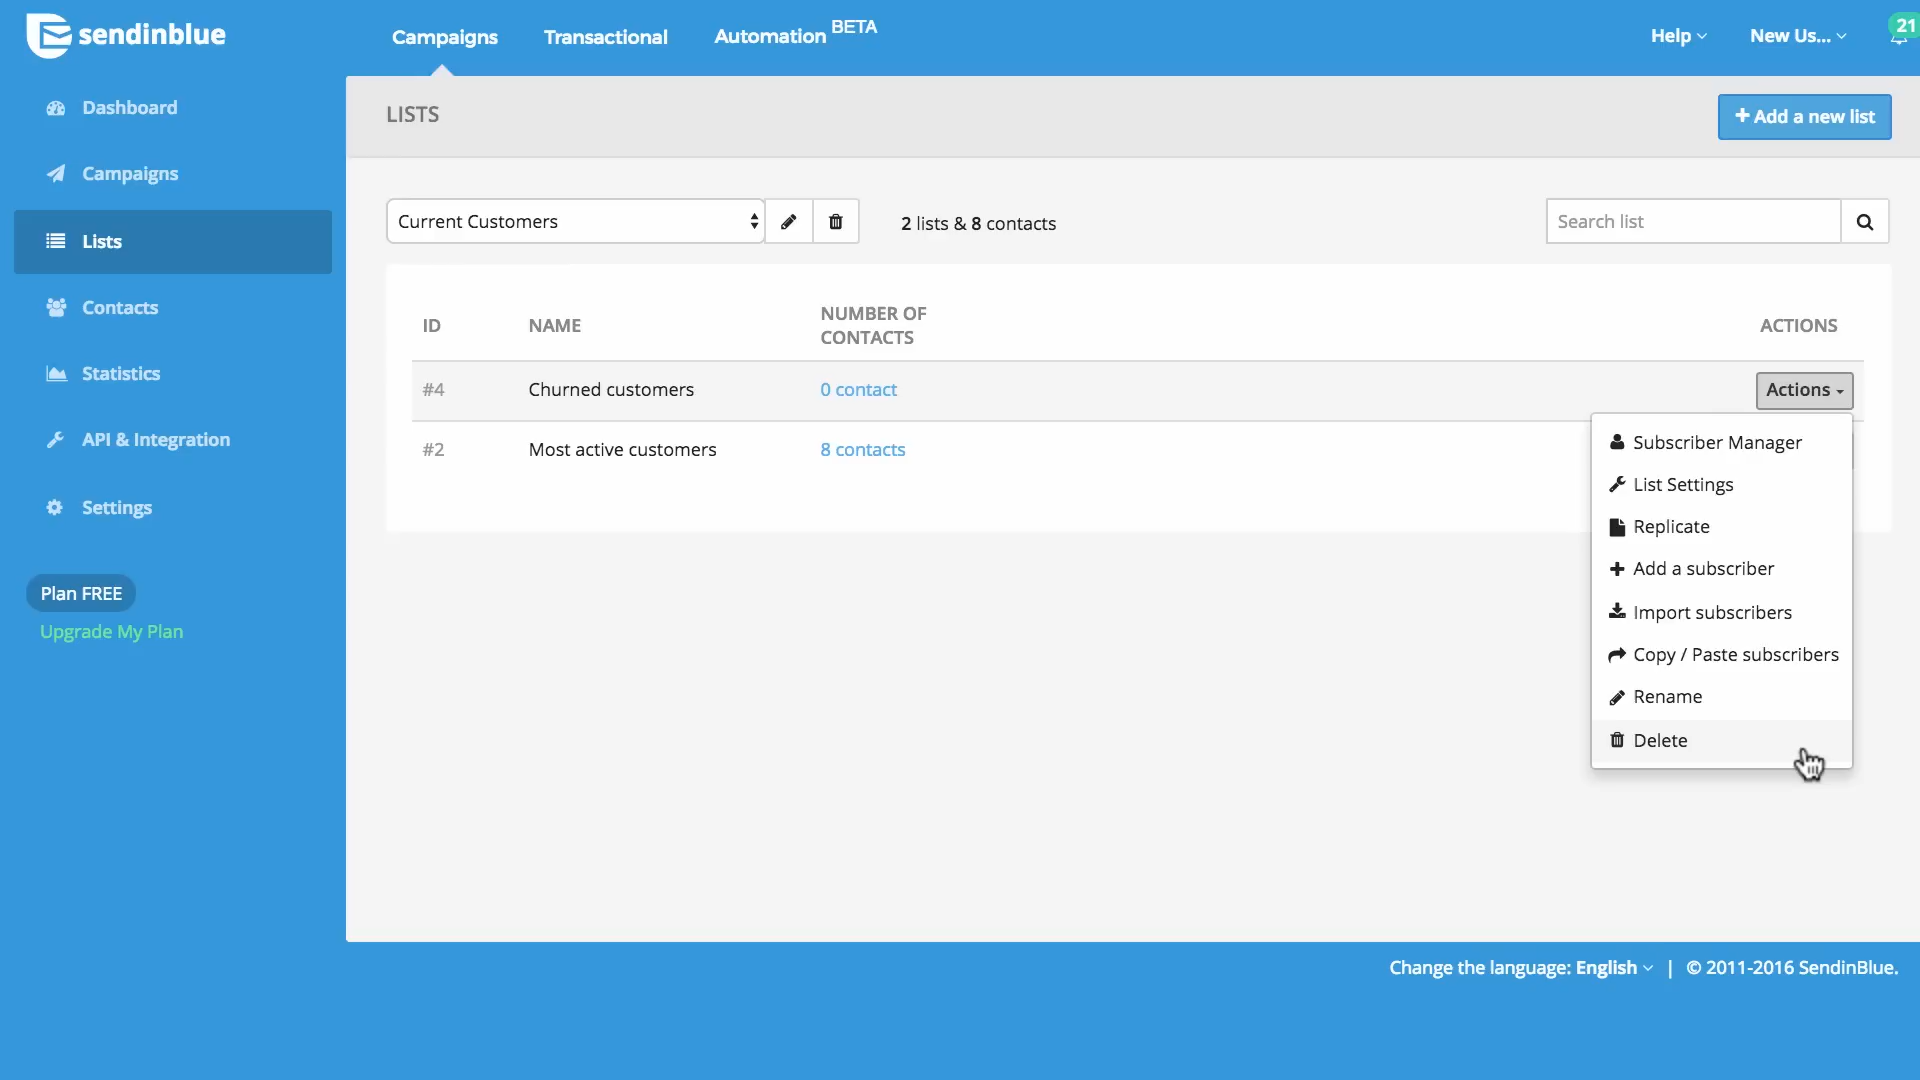 sendinblue
Campaigns
Transactional
Automation BETA
Help
New Us...
21
Dashboard
Campaigns
Lists
Contacts
Statistics
API & Integration
Settings
Plan FREE
Upgrade My Plan
LISTS
Add a new list
Current Customers
2 lists & 8 contacts
Search list
ID
NAME
NUMBER OF
CONTACTS
ACTIONS
#4
Churned customers
0 contact
Actions
#2
Most active customers
8 contacts
Subscriber Manager
List Settings
Replicate
Add a subscriber
Import subscribers
Copy / Paste subscribers
Rename
Delete
Change the language: English | © 2011-2016 SendinBlue.